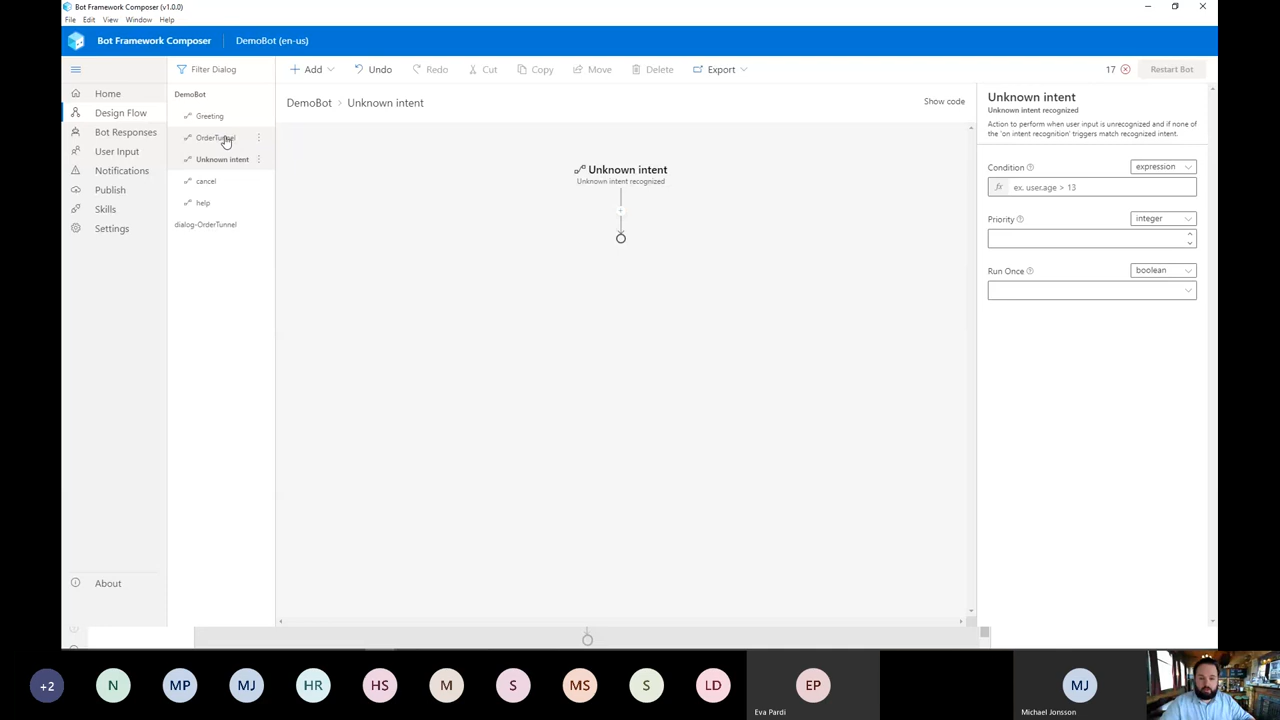 Bot Framework Composer (v1.0.0)
File Edit View Window Help
Bot Framework Composer DemoBot (en-us)
Filter Dialog
Add Undo Redo Cut Copy Move Delete Export 17 Restart Bot
Home
Design Flow
Bot Responses
User Input
Notifications
Publish
Skills
Settings
About
DemoBot
Greeting
OrderTunnel
Unknown intent
cancel
help
dialog-OrderTunnel
DemoBot > Unknown intent Show code
Unknown intent
Unknown intent recognized
Unknown intent
Unknown intent recognized
Action to perform when user input is unrecognized and if none of
the 'on intent recognition' triggers match recognized intent.
Condition expression
fx ex. user.age > 13
Priority integer
Run Once boolean
+2 N MP MJ HR HS M S MS S LD EP MJ
Eva Pardi Michael Jonsson